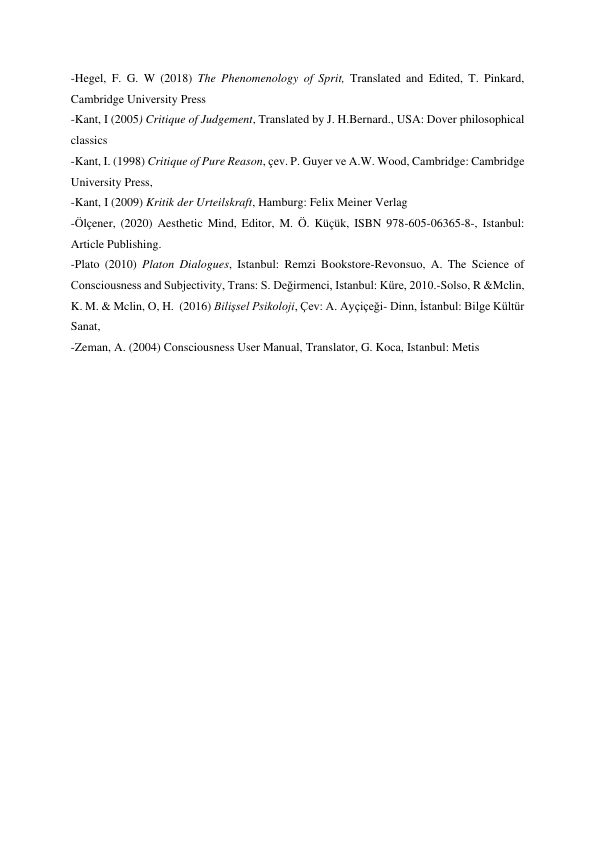 -Hegel, F. G. W (2018) The Phenomenology of Sprit, Translated and Edited, T. Pinkard,
Cambridge University Press
-Kant, I (2005) Critique of Judgement, Translated by J. H.Bernard., USA: Dover philosophical
classics
-Kant, I. (1998) Critique of Pure Reason, çev. P. Guyer ve A.W. Wood, Cambridge: Cambridge
University Press,
-Kant, I (2009) Kritik der Urteilskraft, Hamburg: Felix Meiner Verlag
-Ölçener, (2020) Aesthetic Mind, Editor, M. Ö. Küçük, ISBN 978-605-06365-8-, Istanbul:
Article Publishing.
-Plato (2010) Platon Dialogues, Istanbul: Remzi Bookstore-Revonsuo, A. The Science of
Consciousness and Subjectivity, Trans: S. Değirmenci, Istanbul: Küre, 2010.-Solso, R &Mclin,
K. M. & Mclin, O, H. (2016) Bilişsel Psikoloji, Çev: A. Ayçiçeği- Dinn, İstanbul: Bilge Kültür
Sanat,
-Zeman, A. (2004) Consciousness User Manual, Translator, G. Koca, Istanbul: Metis